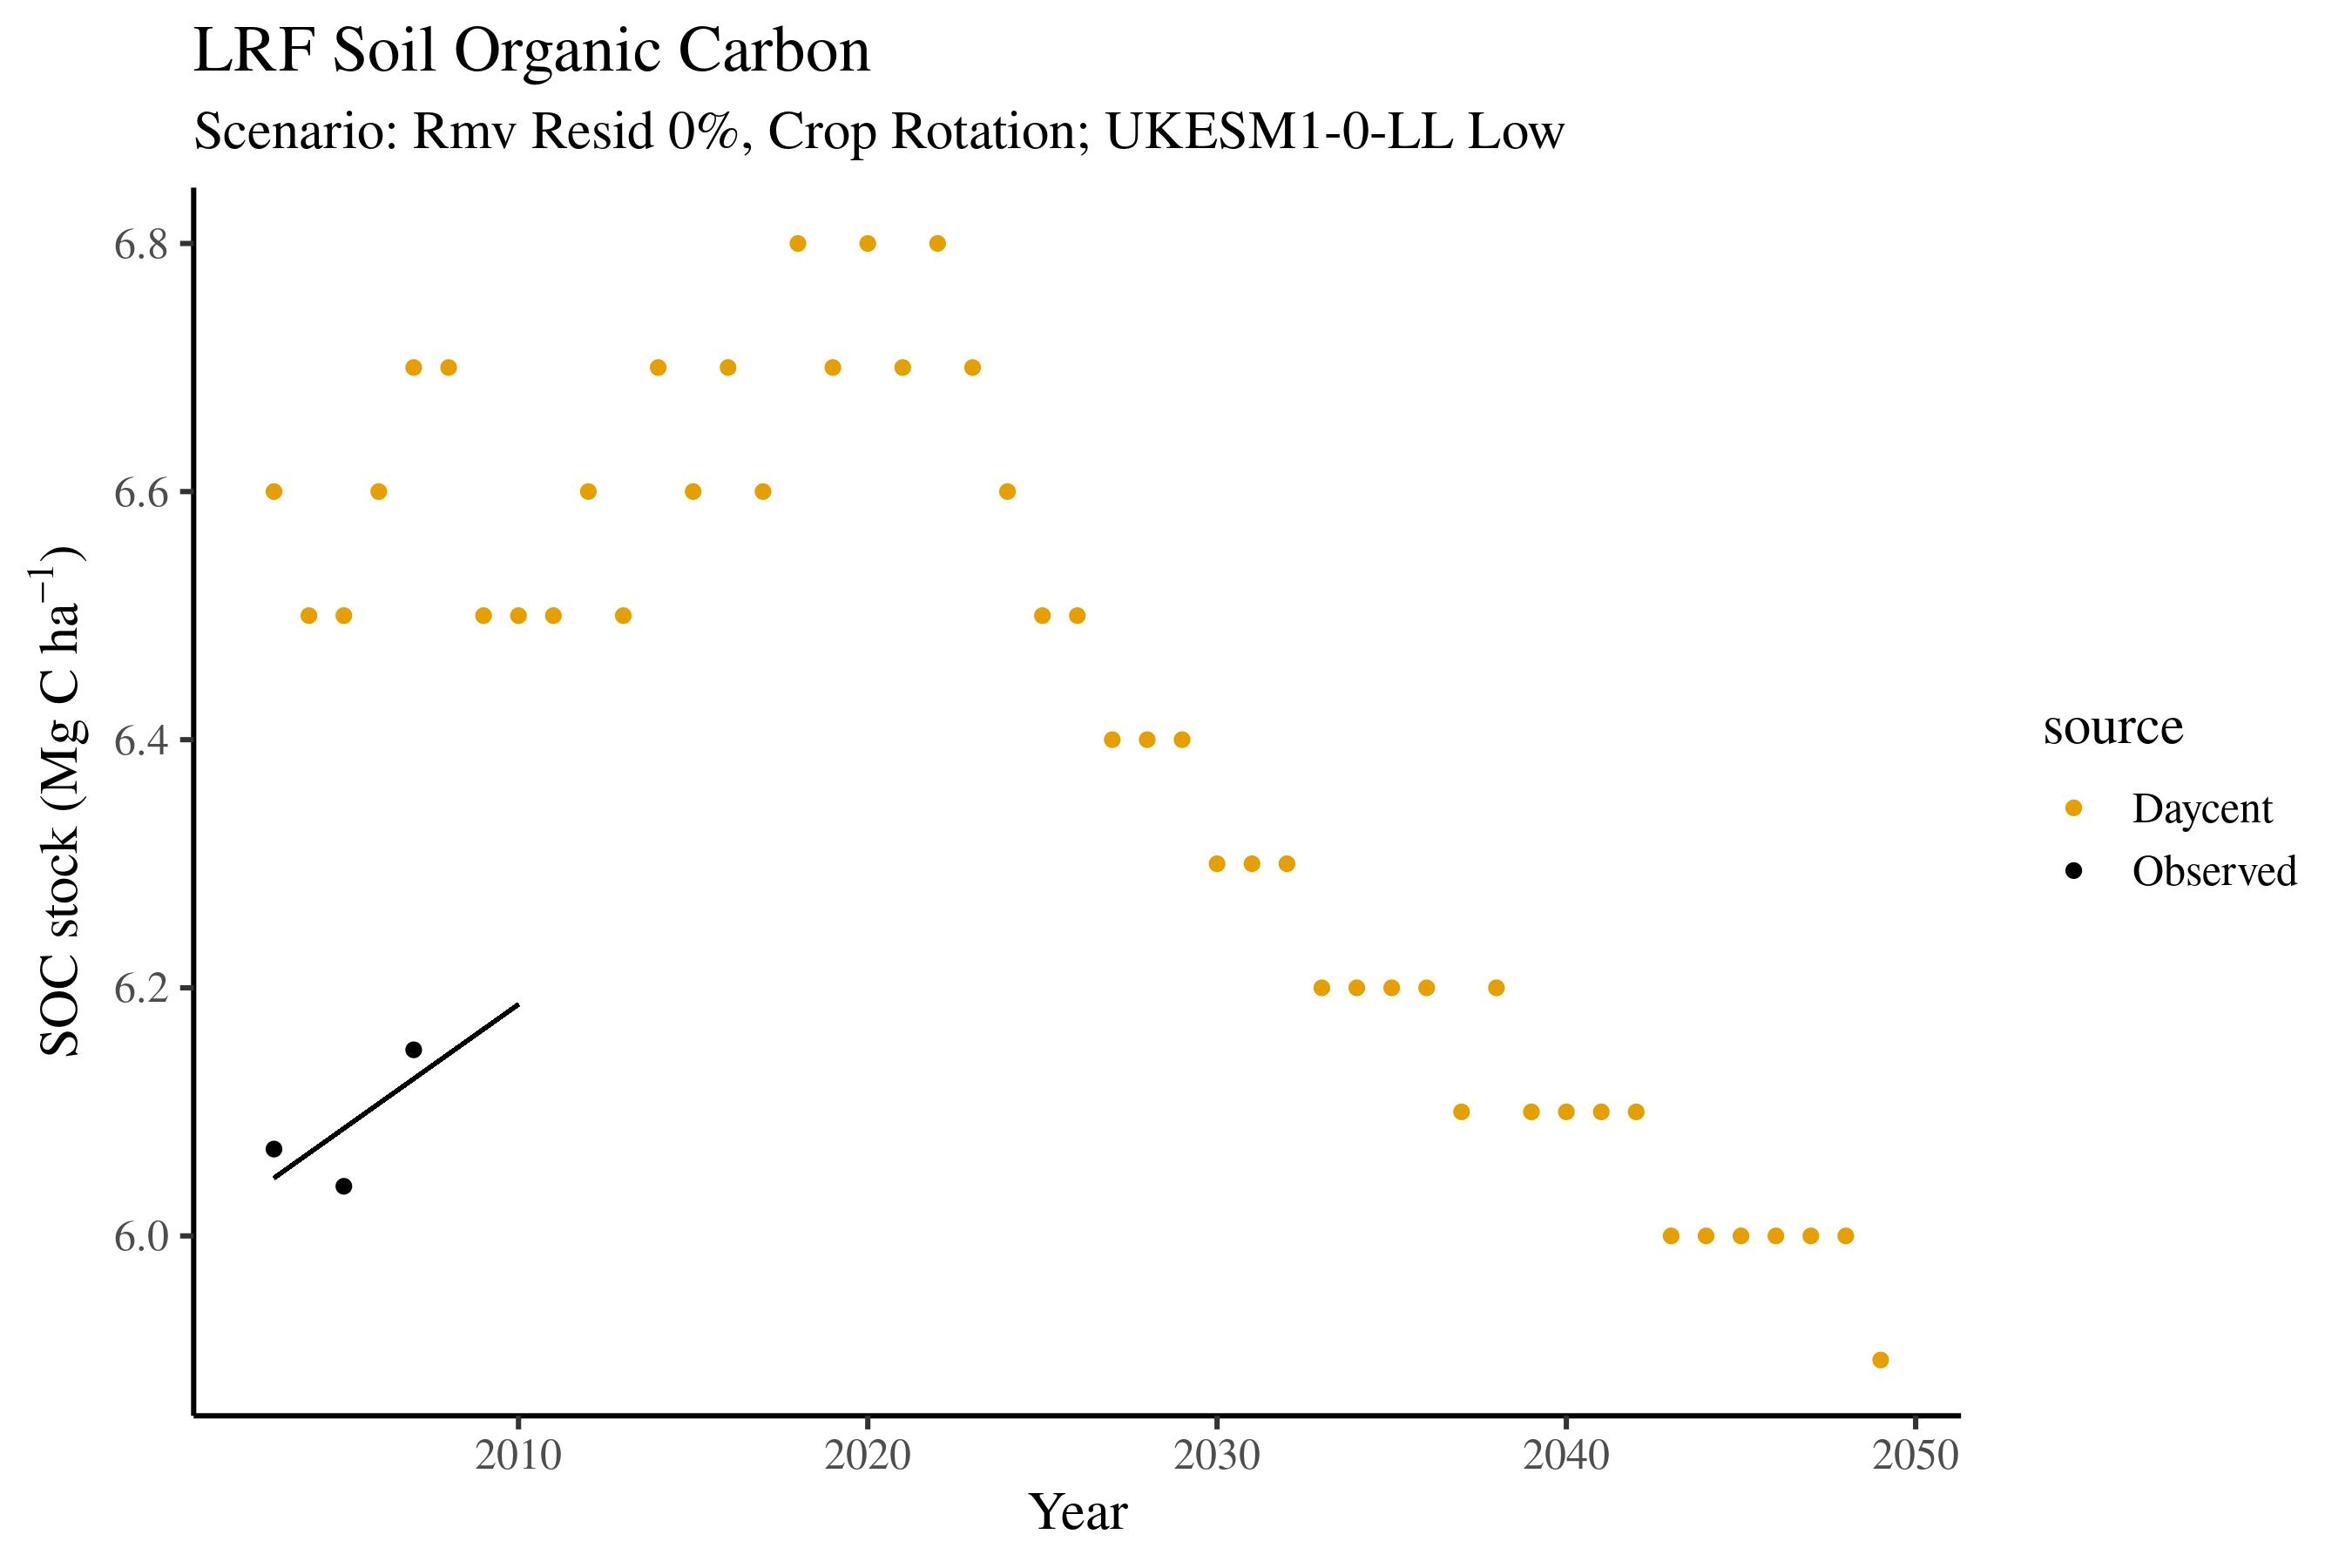 LRF Soil Organic Carbon
Scenario: Rmv Resid 0%, Crop Rotation; UKESM1-0-LL Low
SOC stock (Mg C ha⁻¹)
6.8
6.6
6.4
6.2
6.0
2010
2020
2030
2040
2050
Year
source
Daycent
Observed